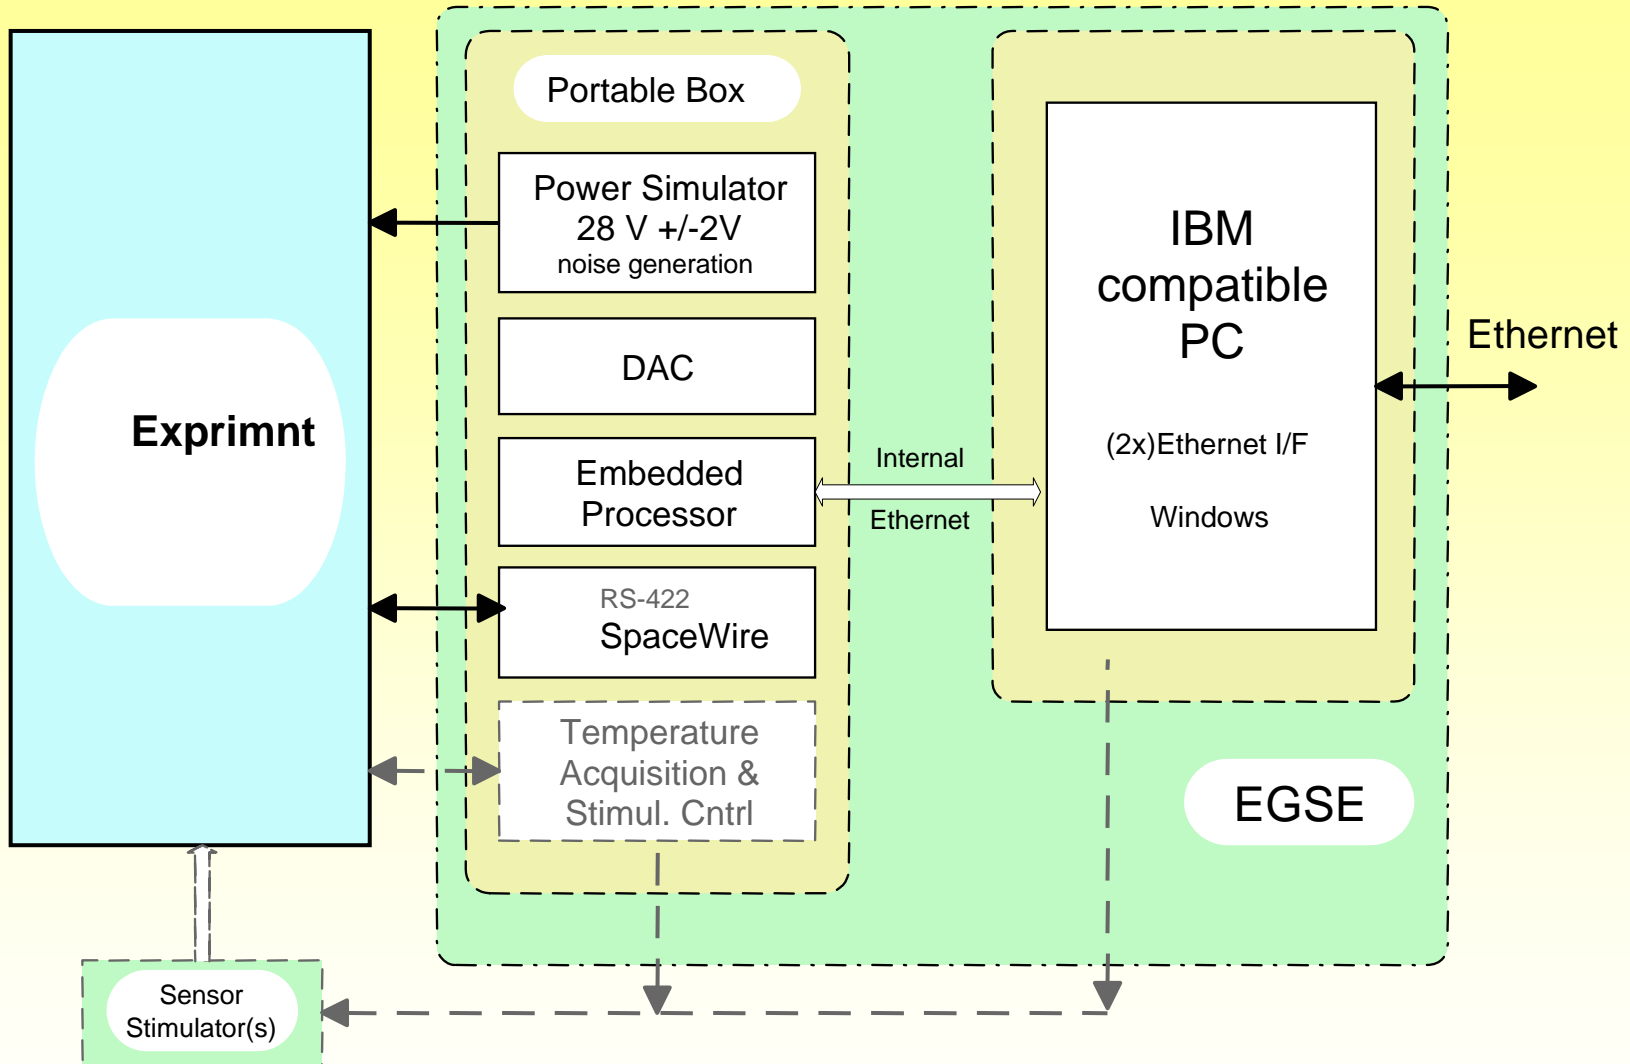 Portable Box
Power Simulator
28 V +/-2V
noise generation
DAC
Embedded
Processor
RS-422
SpaceWire
Temperature
Acquisition &
Stimul. Cntrl
Exprimnt
Internal
Ethernet
IBM
compatible
PC
(2x)Ethernet I/F
Windows
Ethernet
EGSE
Sensor
Stimulator(s)